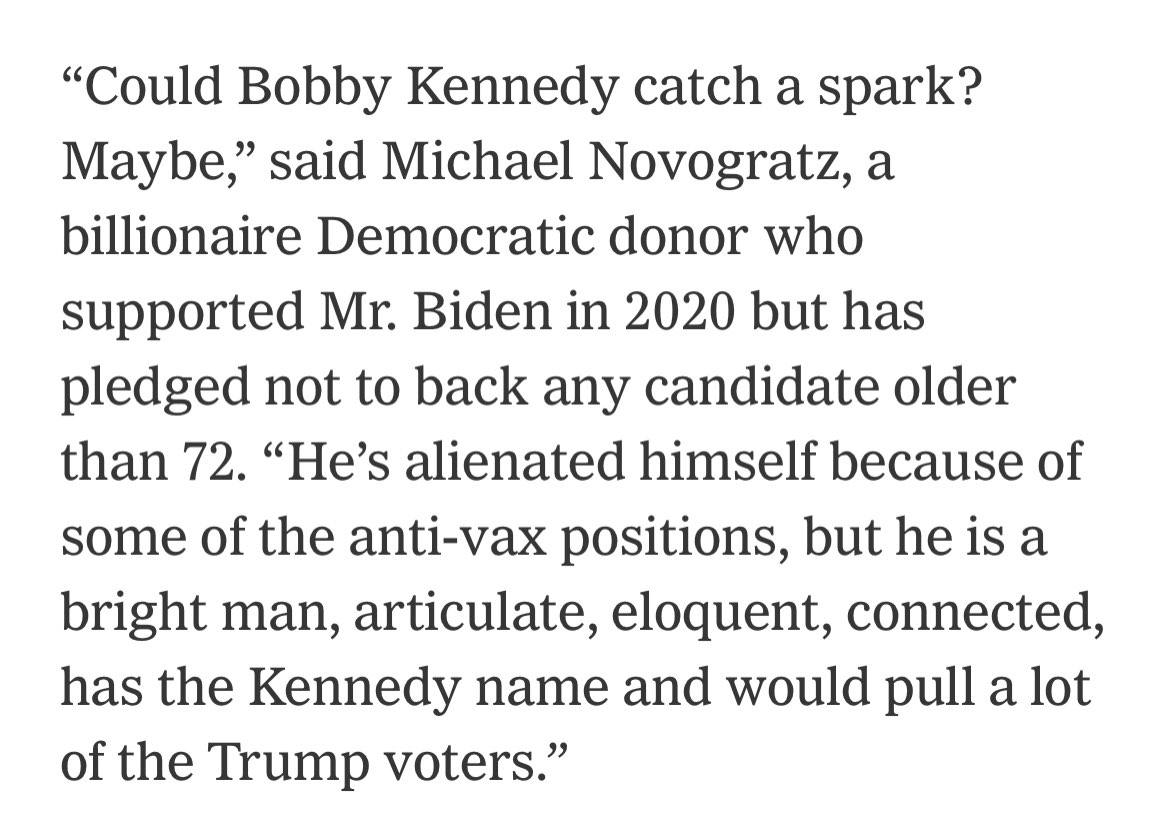 “Could Bobby Kennedy catch a spark?
Maybe,” said Michael Novogratz, a
billionaire Democratic donor who
supported Mr. Biden in 2020 but has
pledged not to back any candidate older
than 72. “He’s alienated himself because of
some of the anti-vax positions, but he is a
bright man, articulate, eloquent, connected,
has the Kennedy name and would pull a lot
of the Trump voters.”